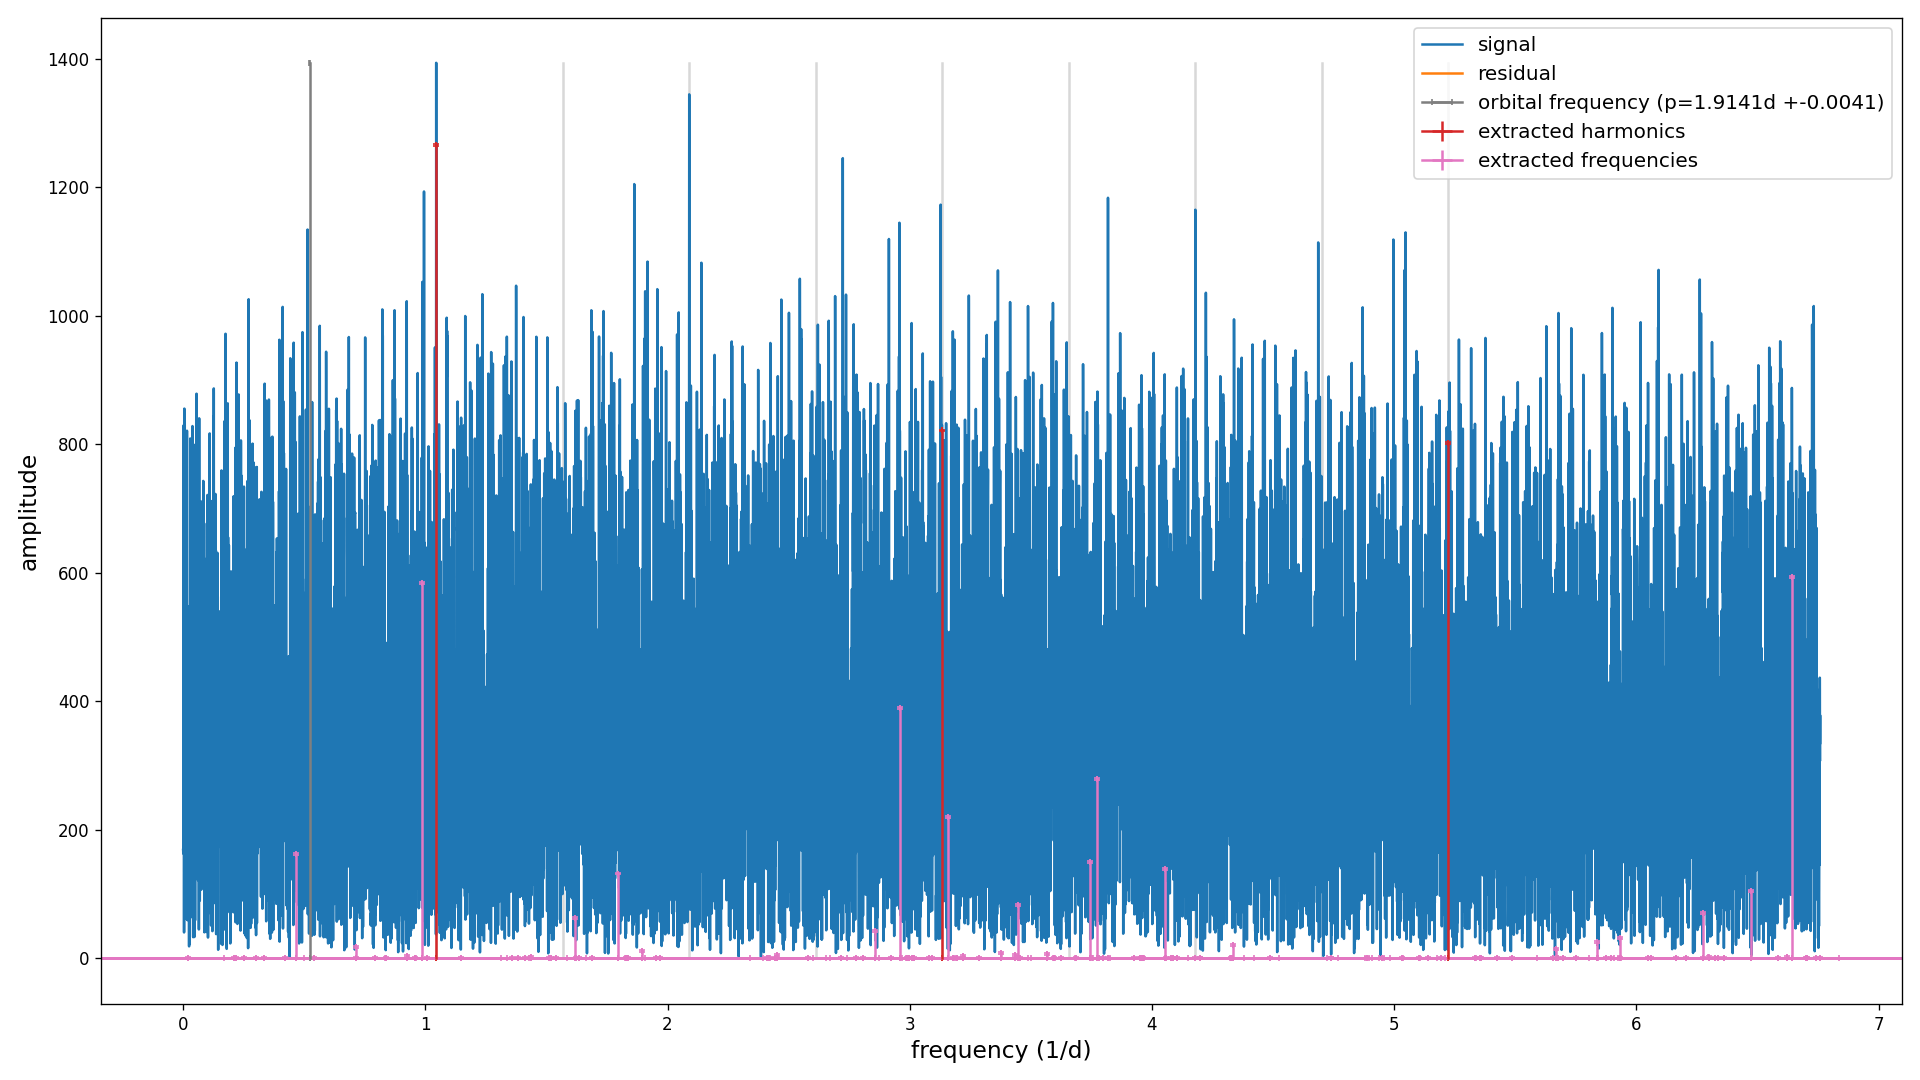 1400
1200
1000
800
600
400
200
0
amplitude
signal
residual
orbital frequency (p=1.9141d +-0.0041)
extracted harmonics
extracted frequencies
0 1 2 3 4 5 6 7
frequency (1/d)